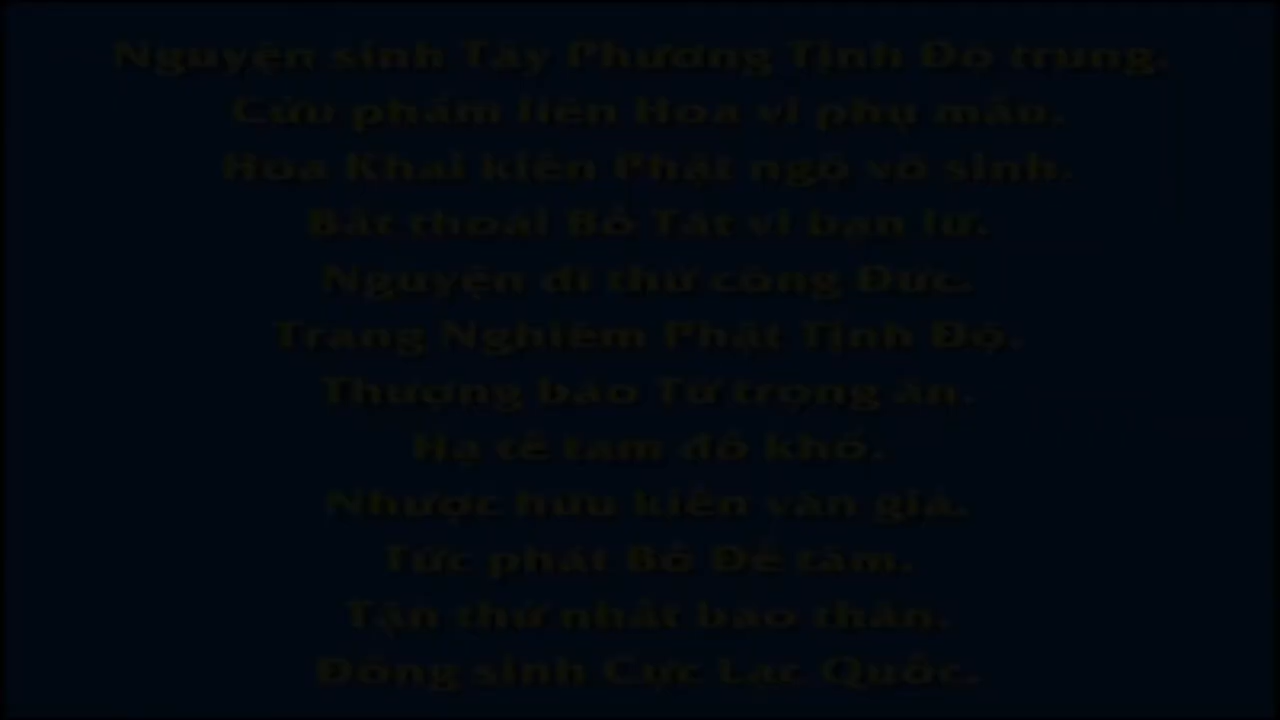 Nguyện sinh Tây Phương Tịnh Độ trung.
Cửu phẩm liên Hoa vi phụ mẫu.
Hoa Khai kiến Phật ngộ vô sinh.
Bất thoái Bồ Tát vi bạn lữ.
Nguyện dĩ thử công Đức.
Trang Nghiêm Phật Tịnh Độ.
Thượng báo Tứ trọng ân.
Hạ tế tam đồ khổ.
Nhược hữu kiến văn giả.
Tức phát Bồ Đề tâm.
Tận thử nhất báo thân.
Đồng sinh Cực Lạc Quốc.